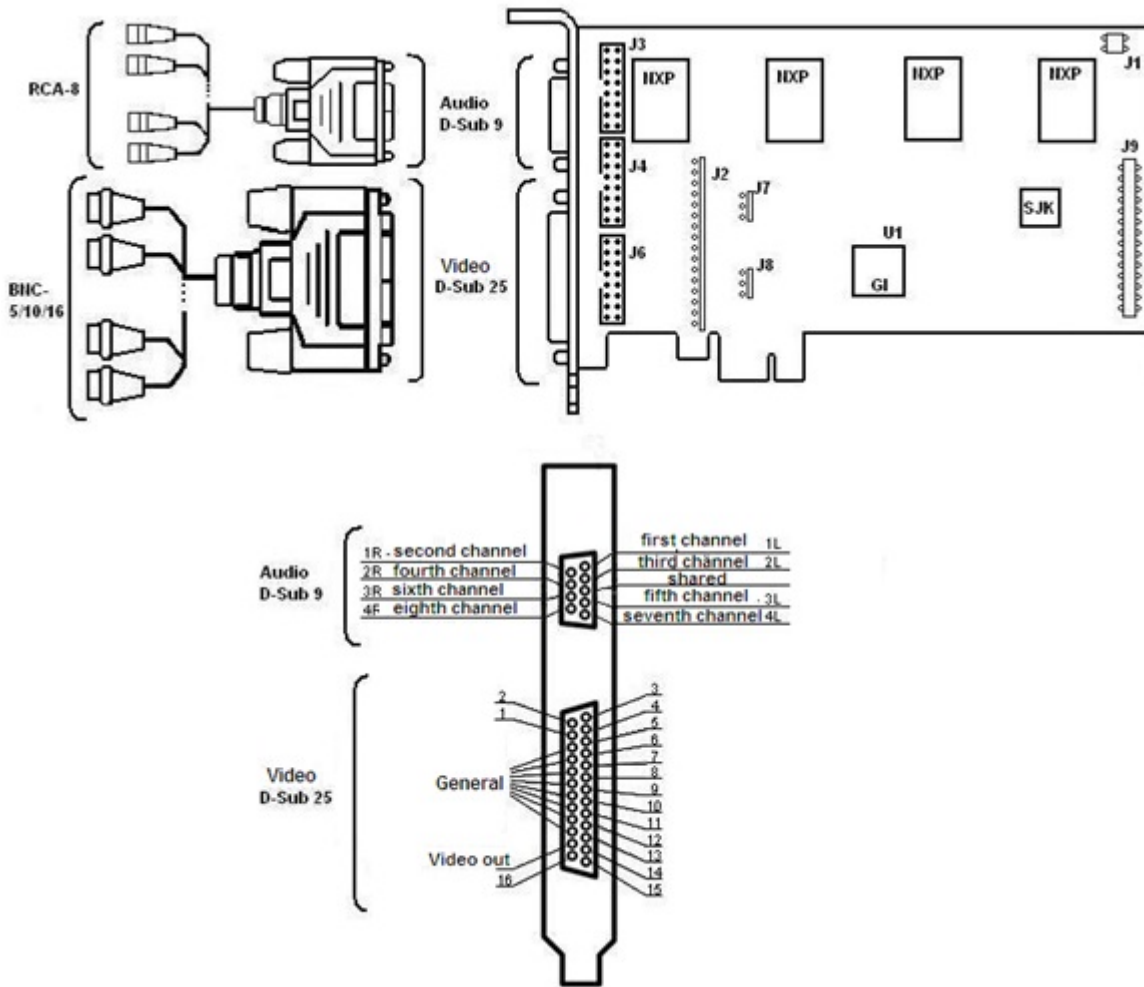 RCA-8
Audio
D-Sub 9
BNC-
5/10/16
Video
D-Sub 25
J3
NXP
NXP
NXP
NXP
J1
J4
J2
J7
J9
SJK
J6
J8
U1
GI
Audio
D-Sub 9
1R . second channel
2R fourth channel
3R sixth channel
4F eighth channel
first channel 1L
third channel 2L
shared
fifth channel . 3L
seventh channel 4L
Video
D-Sub 25
2
1
General
Video out
16
3
4
5
6
7
8
9
10
11
12
13
14
15